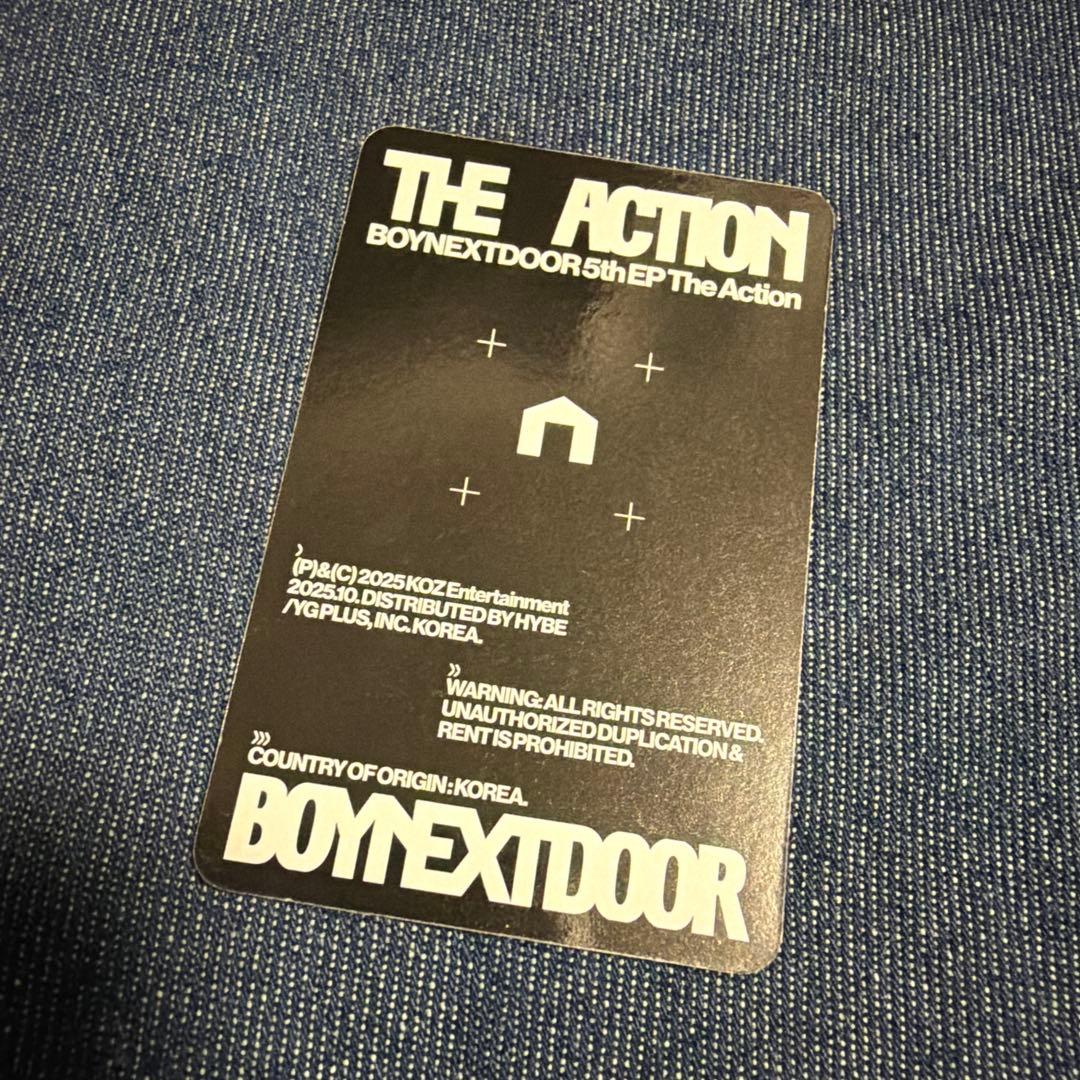 THE ACTION
BOYNEXTDOOR 5th EP The Action
(P)&(C) 2025 KOZ Entertainment
2025.10. DISTRIBUTED BY HYBE
/YG PLUS, INC. KOREA.
WARNING: ALL RIGHTS RESERVED.
UNAUTHORIZED DUPLICATION &
RENT IS PROHIBITED.
COUNTRY OF ORIGIN : KOREA.
BOYNEXTDOOR